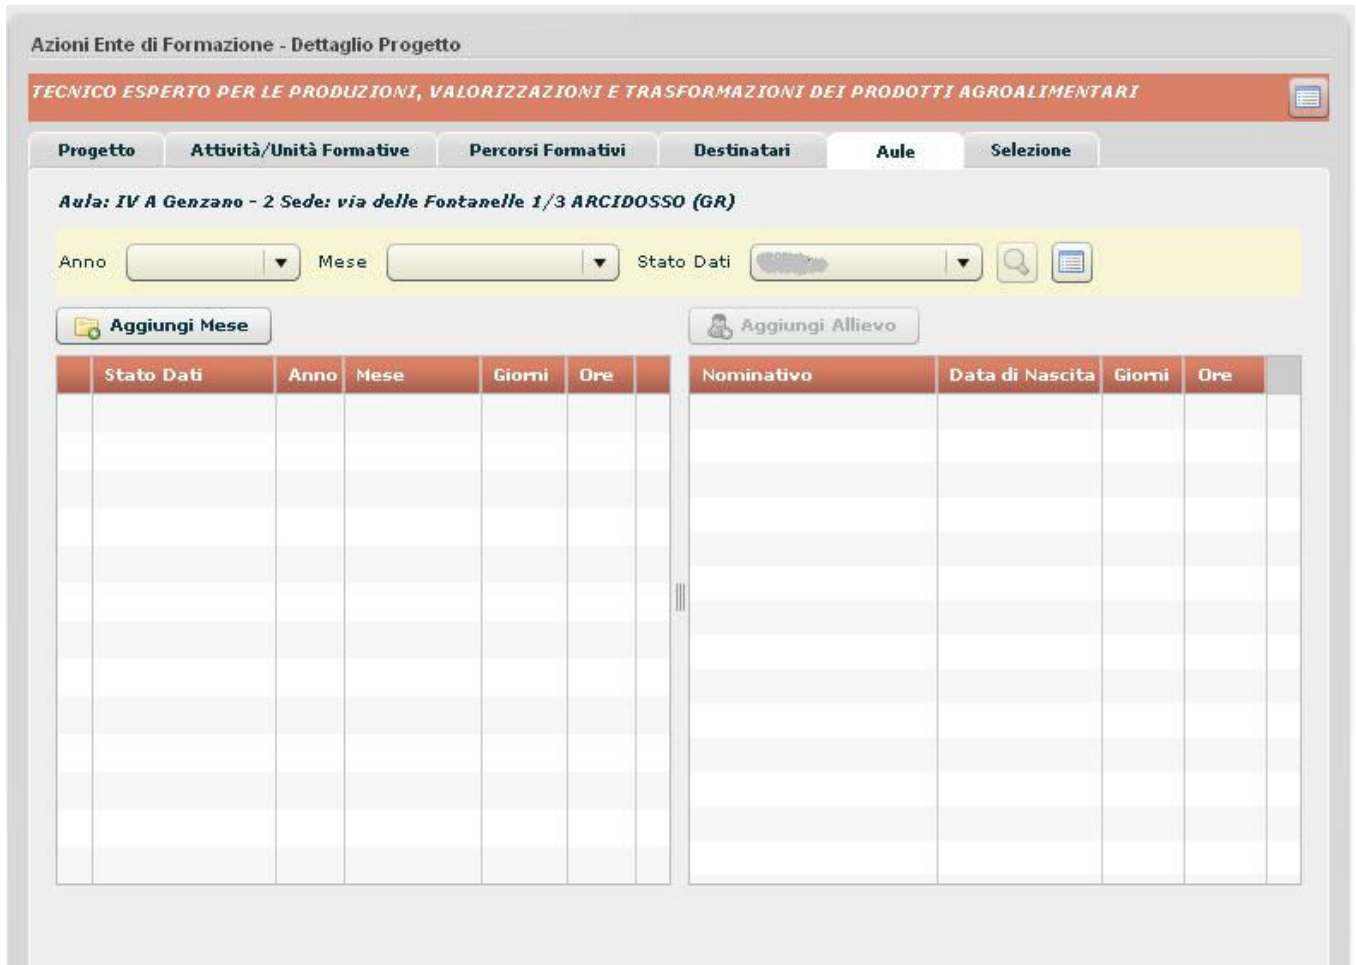 Azioni Ente di Formazione - Dettaglio Progetto
TECNICO ESPERTO PER LE PRODUZIONI, VALORIZZAZIONI E TRASFORMAZIONI DEI PRODOTTI AGROALIMENTARI
Progetto Attività/Unità Formative Percorsi Formativi Destinatari Aule Selezione
Aula: IV A Genzano - 2 Sede: via delle Fontanelle 1/3 ARCIDOSSO (GR)
Anno Mese Stato Dati
Aggiungi Mese Aggiungi Allievo
Stato Dati Anno Mese Giorni Ore Nominativo Data di Nascita Giorni Ore